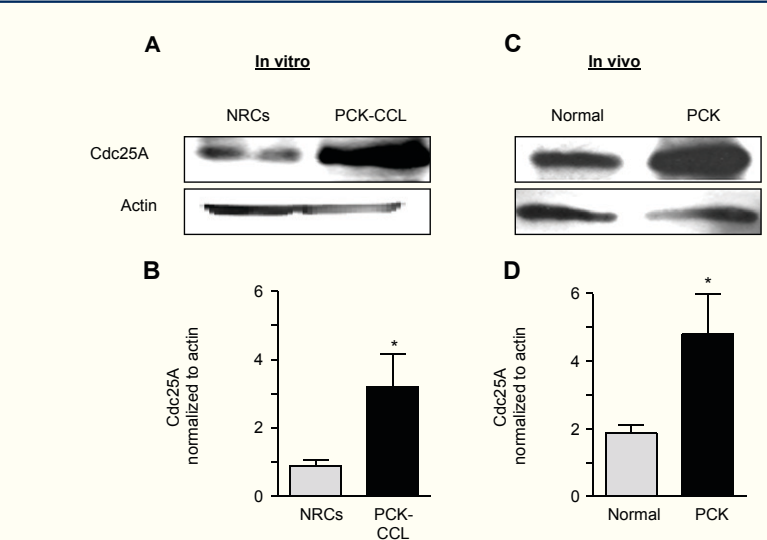 A
In vitro
NRCs PCK-CCL
Cdc25A
Actin
B
6
4
2
0
Cdc25A
normalized to actin
*
NRCs PCK-
CCL
C
In vivo
Normal PCK
D
6
4
2
0
Cdc25A
normalized to actin
*
Normal PCK